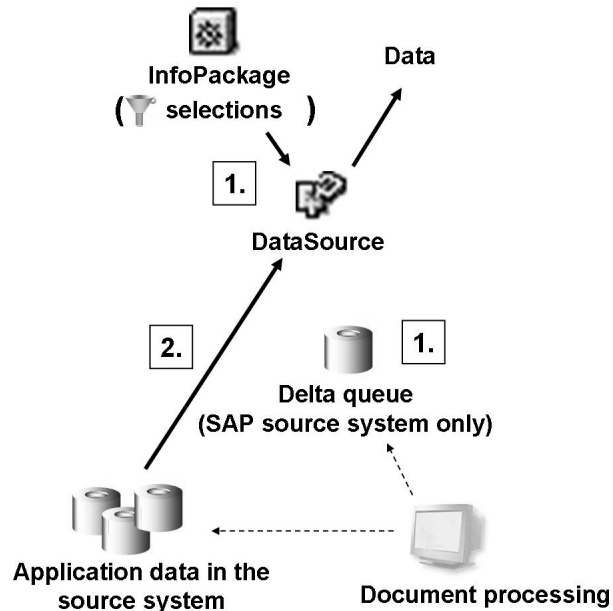 InfoPackage
( selections )
Data
1.
DataSource
2.
1.
Delta queue
(SAP source system only)
Application data in the
source system
Document processing